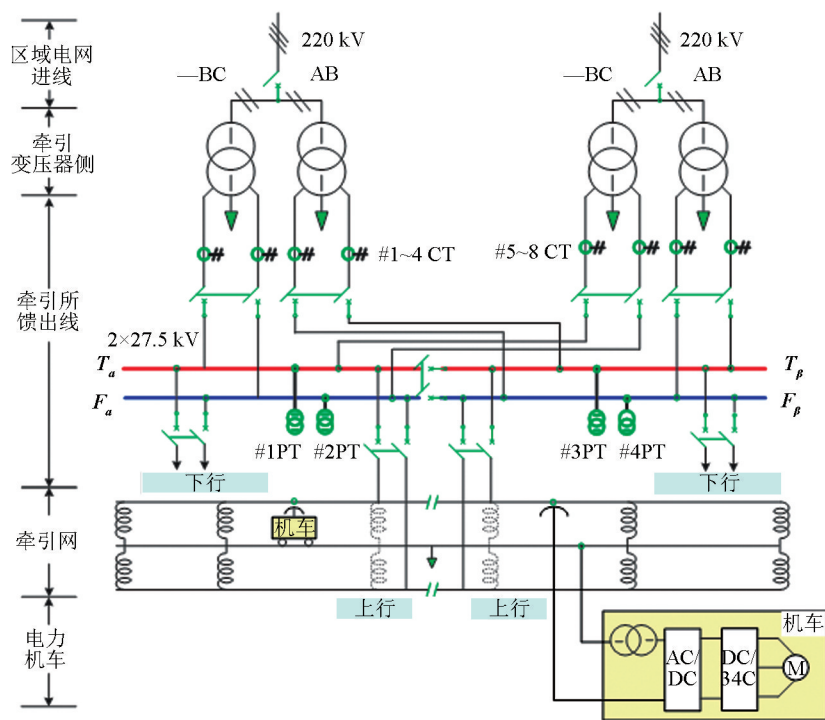 区域电网
进线
牵引
变压器侧
牵引所
馈出线
牵引网
电力
机车
220 kV
—BC
AB
220 kV
—BC
AB
#1~4 CT
#5~8 CT
2×27.5 kV
Tα
Fα
Tβ
Fβ
#1PT
#2PT
#3PT
#4PT
下行
下行
机车
上行
上行
机车
AC/
DC
DC/
34C
M